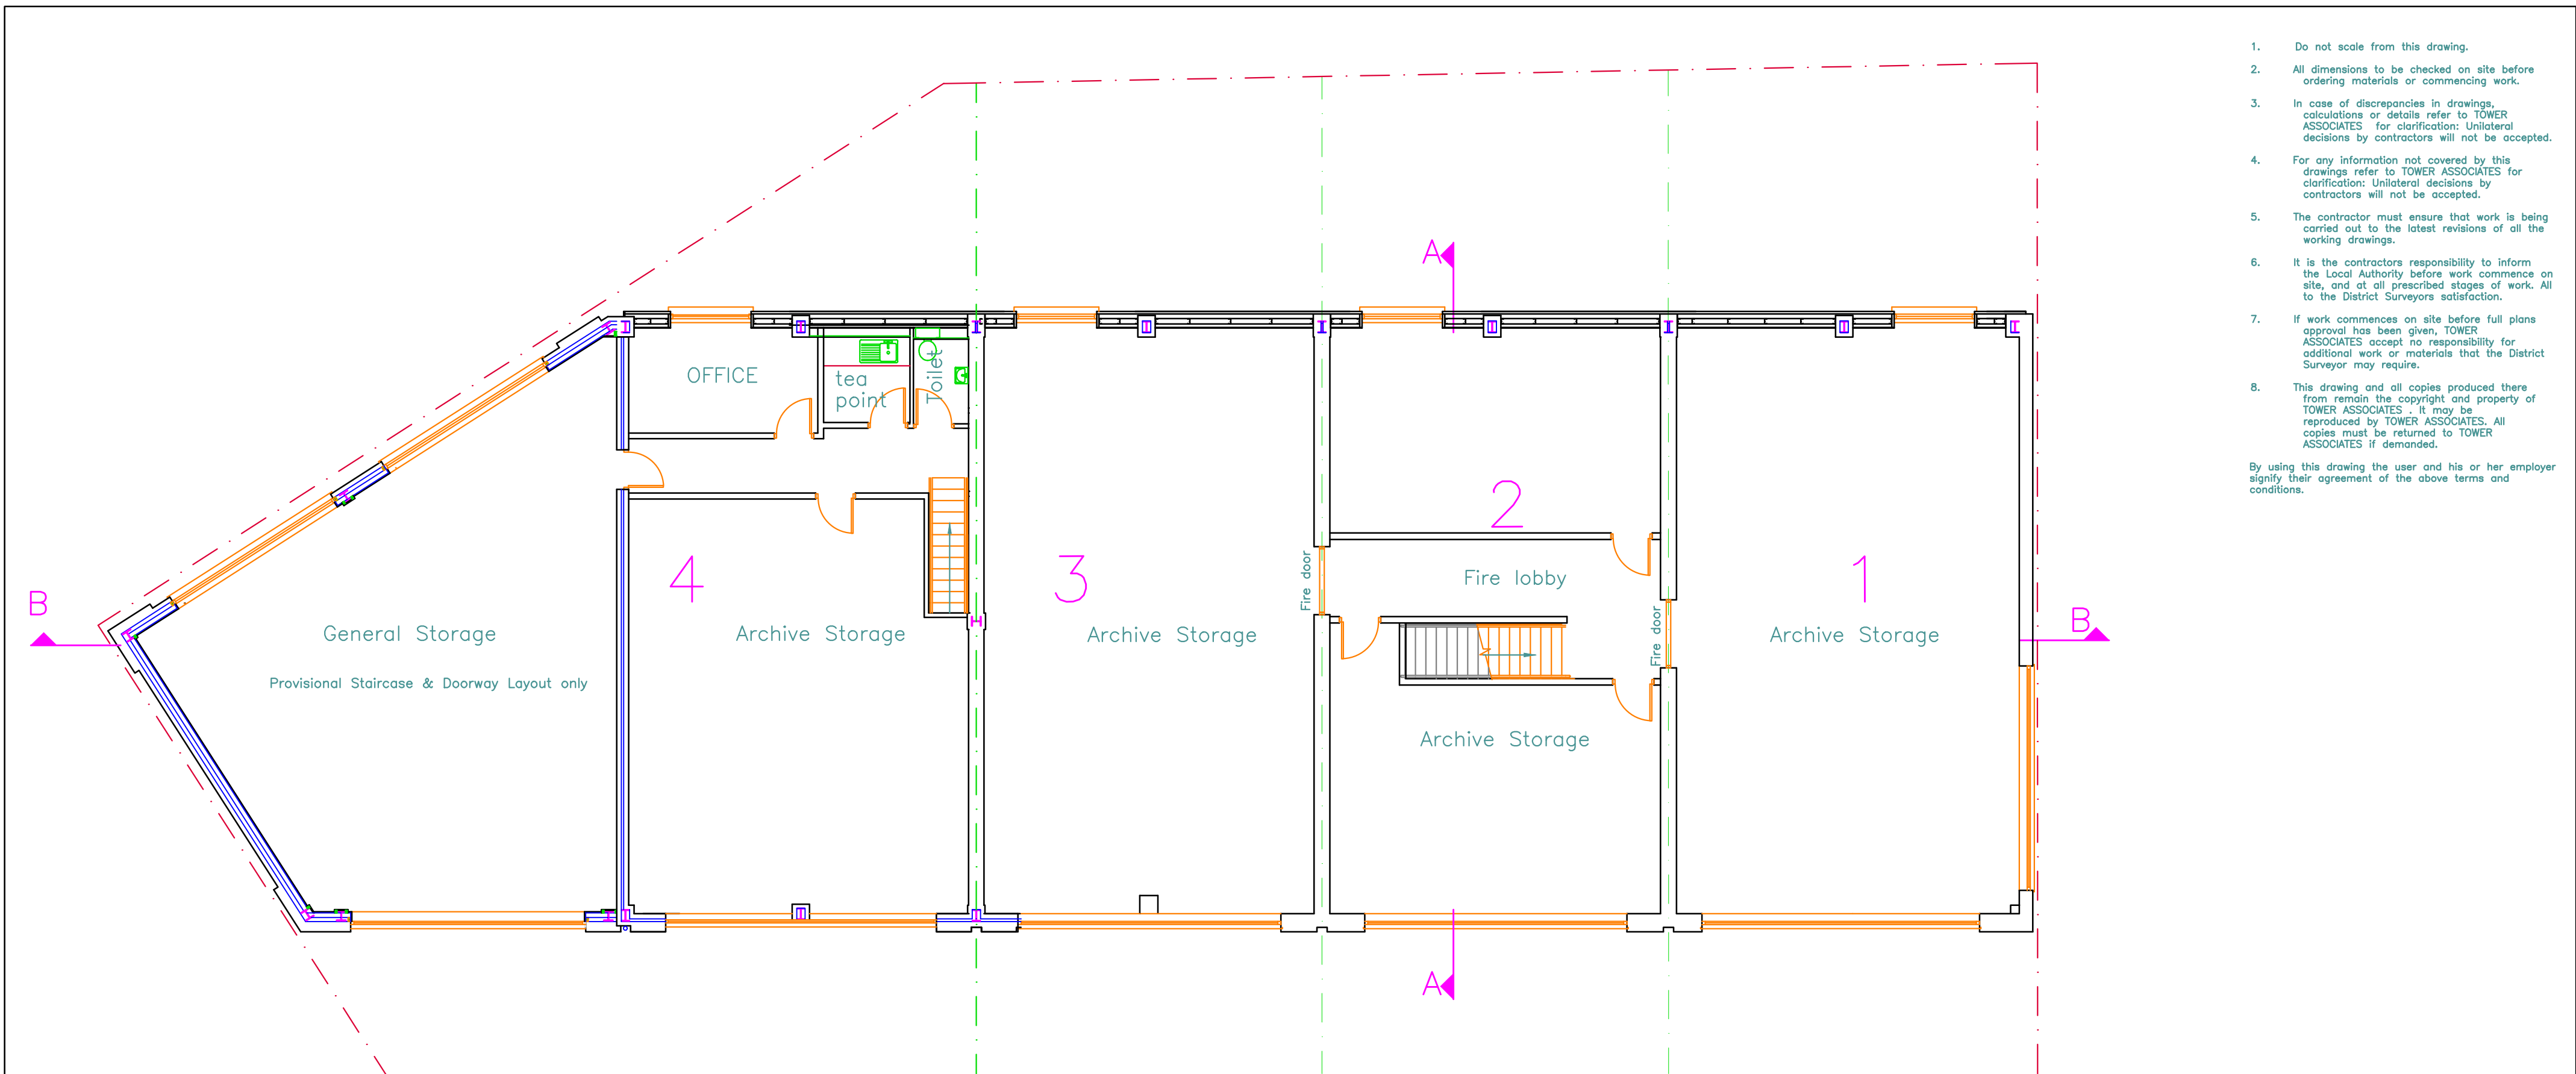 1. Do not scale from this drawing.
2. All dimensions to be checked on site before
ordering materials or commencing work.
3. In case of discrepancies in drawings,
calculations or details refer to TOWER
ASSOCIATES for clarification: Unilateral
decisions by contractors will not be accepted.
4. For any information not covered by this
drawings refer to TOWER ASSOCIATES for
clarification: Unilateral decisions by
contractors will not be accepted.
5. The contractor must ensure that work is being
carried out to the latest revisions of all the
working drawings.
6. It is the contractors responsibility to inform
the Local Authority before work commence on
site, and at all prescribed stages of work. All
to the District Surveyors satisfaction.
7. If work commences on site before full plans
approval has been given, TOWER
ASSOCIATES accept no responsibility for
additional work or materials that the District
Surveyor may require.
8. This drawing and all copies produced there
from remain the copyright and property of
TOWER ASSOCIATES . It may be
reproduced by TOWER ASSOCIATES. All
copies must be returned to TOWER
ASSOCIATES if demanded.
By using this drawing the user and his or her employer
signify their agreement of the above terms and
conditions.
A
OFFICE
tea
point
Toilet
2
4
3
1
Fire door
Fire lobby
B
B
Fire door
General Storage
Archive Storage
Archive Storage
Archive Storage
Provisional Staircase & Doorway Layout only
Archive Storage
A